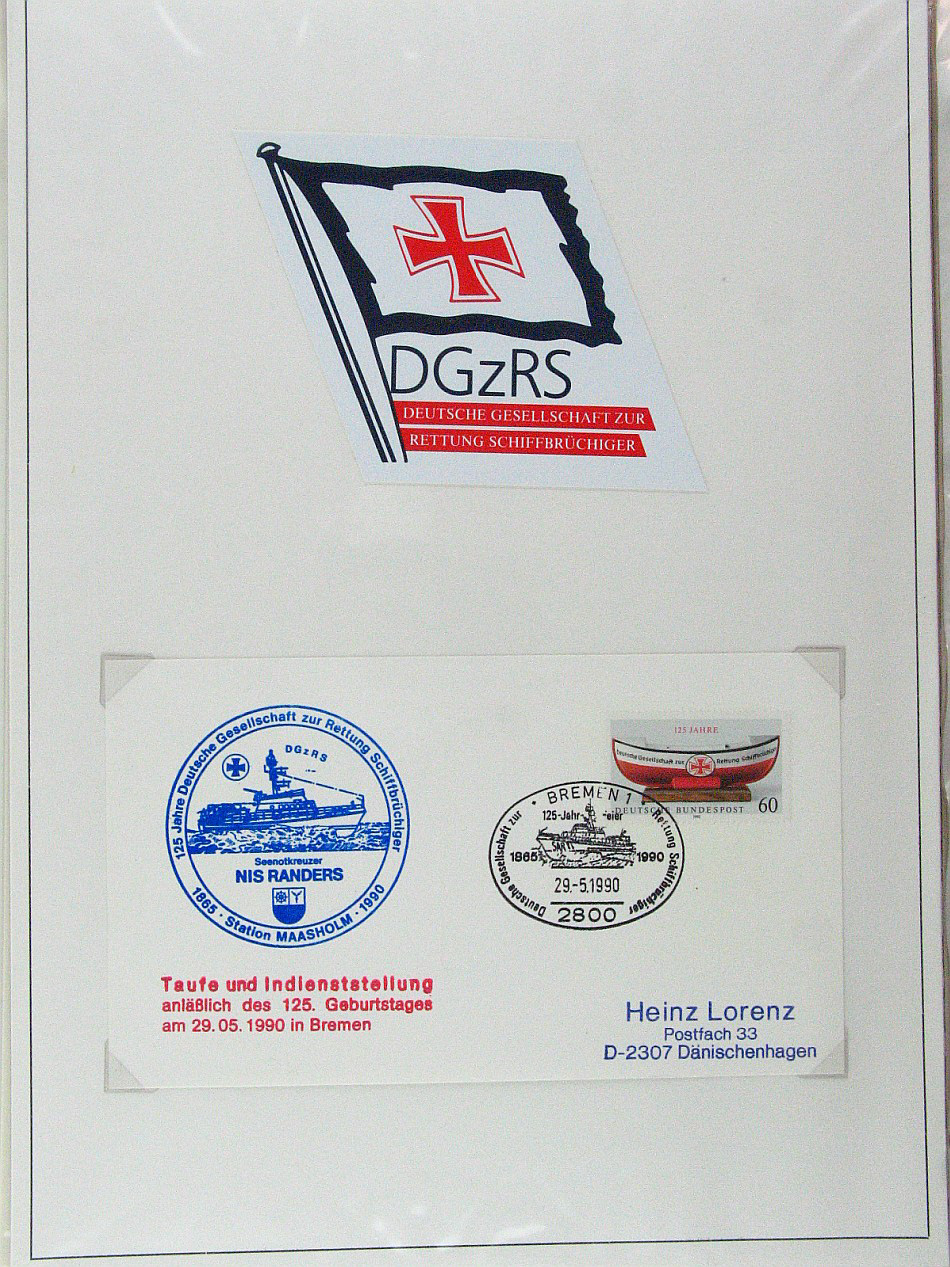 DGzRS
DEUTSCHE GESELLSCHAFT ZUR
RETTUNG SCHIFFBRÜCHIGER
125 Jahre Deutsche Gesellschaft zur Rettung Schiffbrüchiger
DGzRS
Seenotkreuzer
NIS RANDERS
1865 · Station MAASHOLM · 1990
125 JAHRE
Deutsche Gesellschaft zur Rettung Schiffbrüchiger
DEUTSCHE BUNDESPOST 60
BREMEN 1
125-Jahr- eier
Deutsche Gesellschaft zur Rettung Schiffbrüchiger
1865 1990
29.-5.1990
2800
Taufe und Indienststellung
anläßlich des 125. Geburtstages
am 29.05.1990 in Bremen
Heinz Lorenz
Postfach 33
D-2307 Dänischenhagen